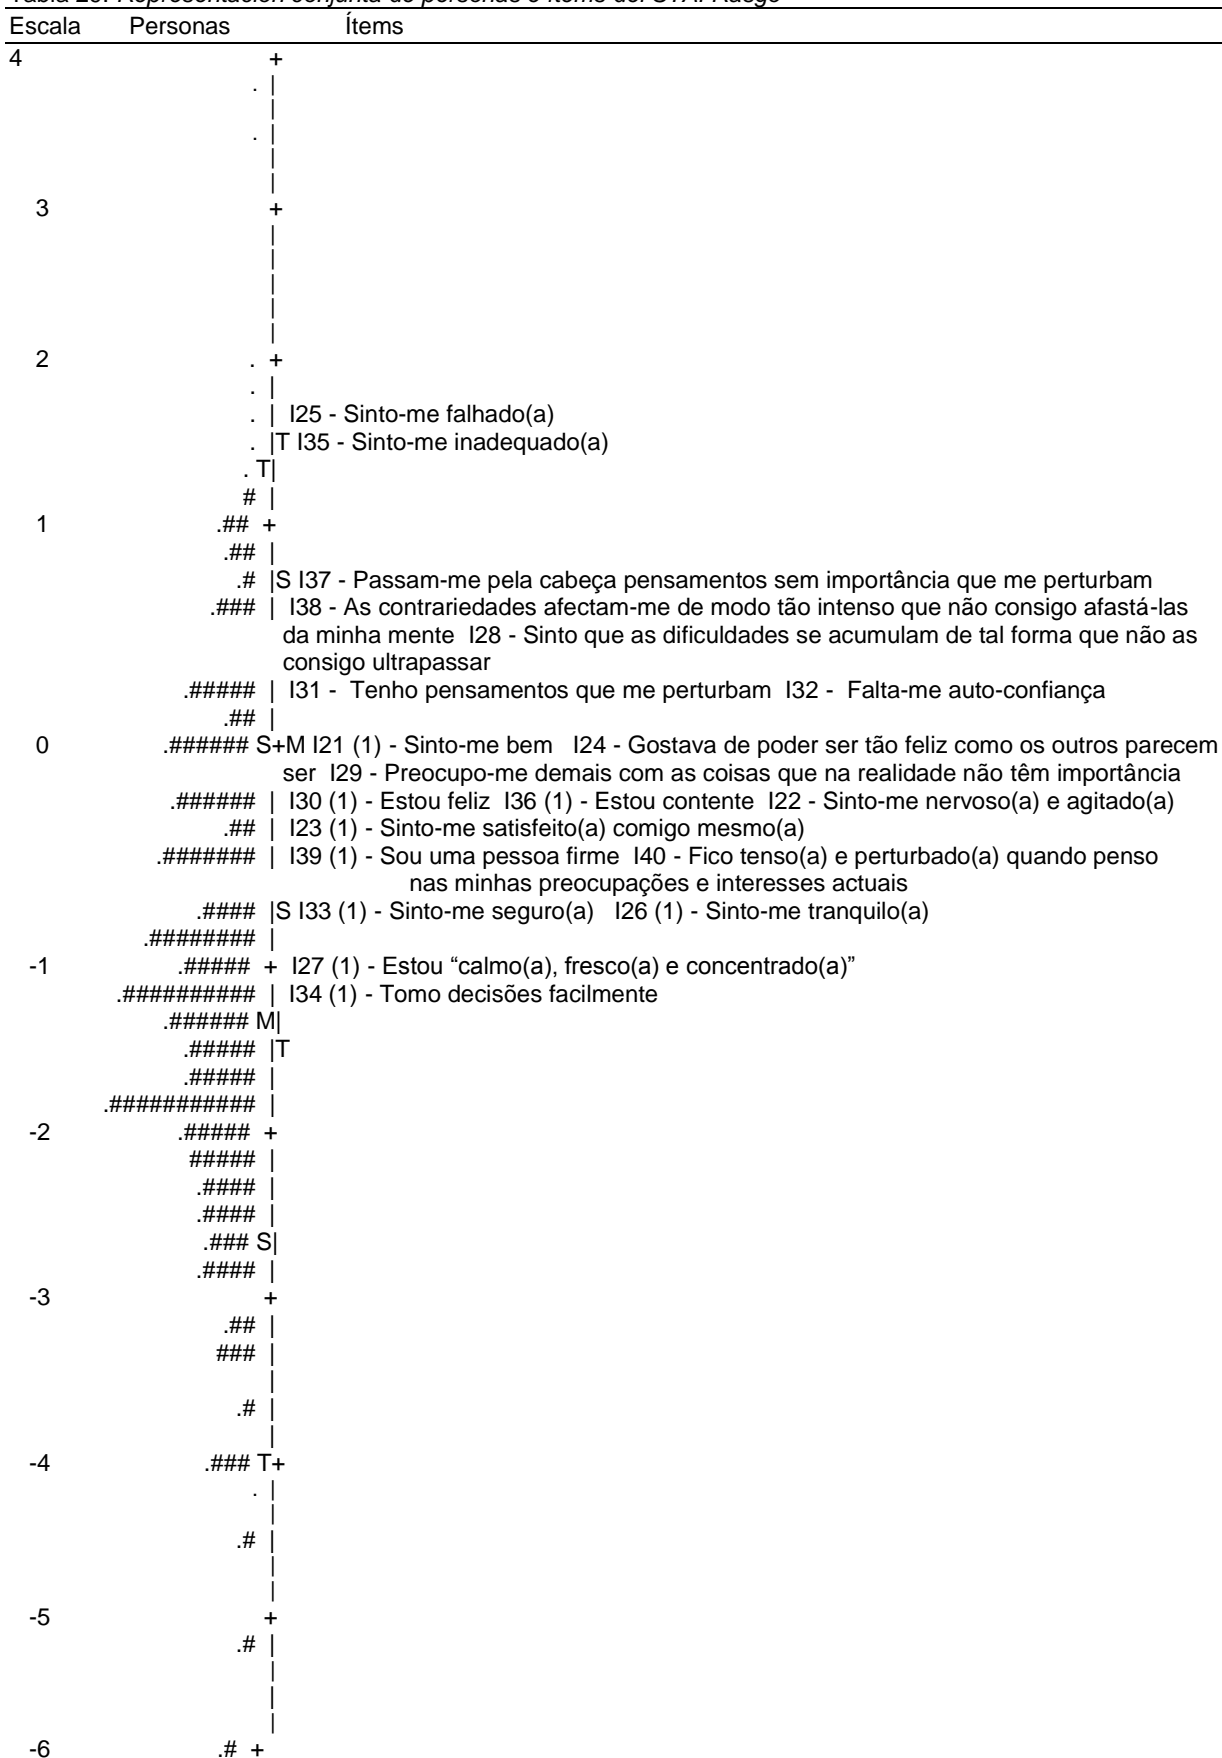 Escala Personas Ítems
4 +
. |
|
. |
|
|
3 +
|
|
|
|
|
2 . +
. |
. | I25 - Sinto-me falhado(a)
. |T I35 - Sinto-me inadequado(a)
. T|
# |
1 .## +
.## |
.# |S I37 - Passam-me pela cabeça pensamentos sem importância que me perturbam
.### | I38 - As contrariedades afectam-me de modo tão intenso que não consigo afastá-las
da minha mente I28 - Sinto que as dificuldades se acumulam de tal forma que não as
consigo ultrapassar
.##### | I31 - Tenho pensamentos que me perturbam I32 - Falta-me auto-confiança
.## |
0 .###### S+M I21 (1) - Sinto-me bem I24 - Gostava de poder ser tão feliz como os outros parecem
ser I29 - Preocupo-me demais com as coisas que na realidade não têm importância
.###### | I30 (1) - Estou feliz I36 (1) - Estou contente I22 - Sinto-me nervoso(a) e agitado(a)
.## | I23 (1) - Sinto-me satisfeito(a) comigo mesmo(a)
.####### | I39 (1) - Sou uma pessoa firme I40 - Fico tenso(a) e perturbado(a) quando penso
nas minhas preocupações e interesses actuais
.#### |S I33 (1) - Sinto-me seguro(a) I26 (1) - Sinto-me tranquilo(a)
.######## |
-1 .##### + I27 (1) - Estou “calmo(a), fresco(a) e concentrado(a)”
.########## | I34 (1) - Tomo decisões facilmente
.###### M|
.##### |T
.##### |
.########### |
-2 .##### +
##### |
.#### |
.#### |
.### S|
.#### |
-3 +
.## |
### |
|
.# |
|
-4 .### T+
. |
|
.# |
|
|
-5 +
.# |
|
|
|
-6 .# +